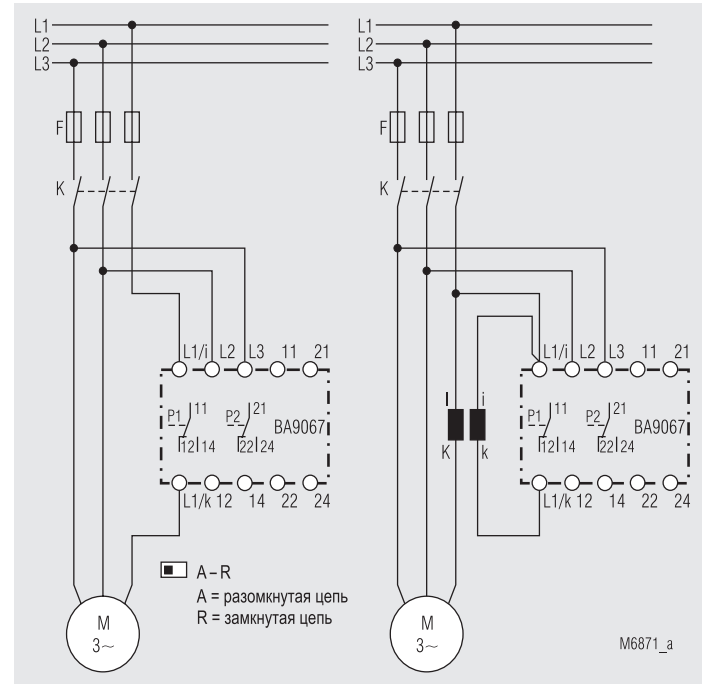 L1 L1
L2 L2
L3 L3
F F
K K
L1/i L2 L3 11 21 L1/i L2 L3 11 21
P1 11 P2 21 I i P1 11 P2 21
BA9067 BA9067
12 14 22 24 K k 12 14 22 24
L1/k 12 14 22 24 L1/k 12 14 22 24
A–R
A = разомкнутая цепь
R = замкнутая цепь
M M
3~ 3~
M6871_a